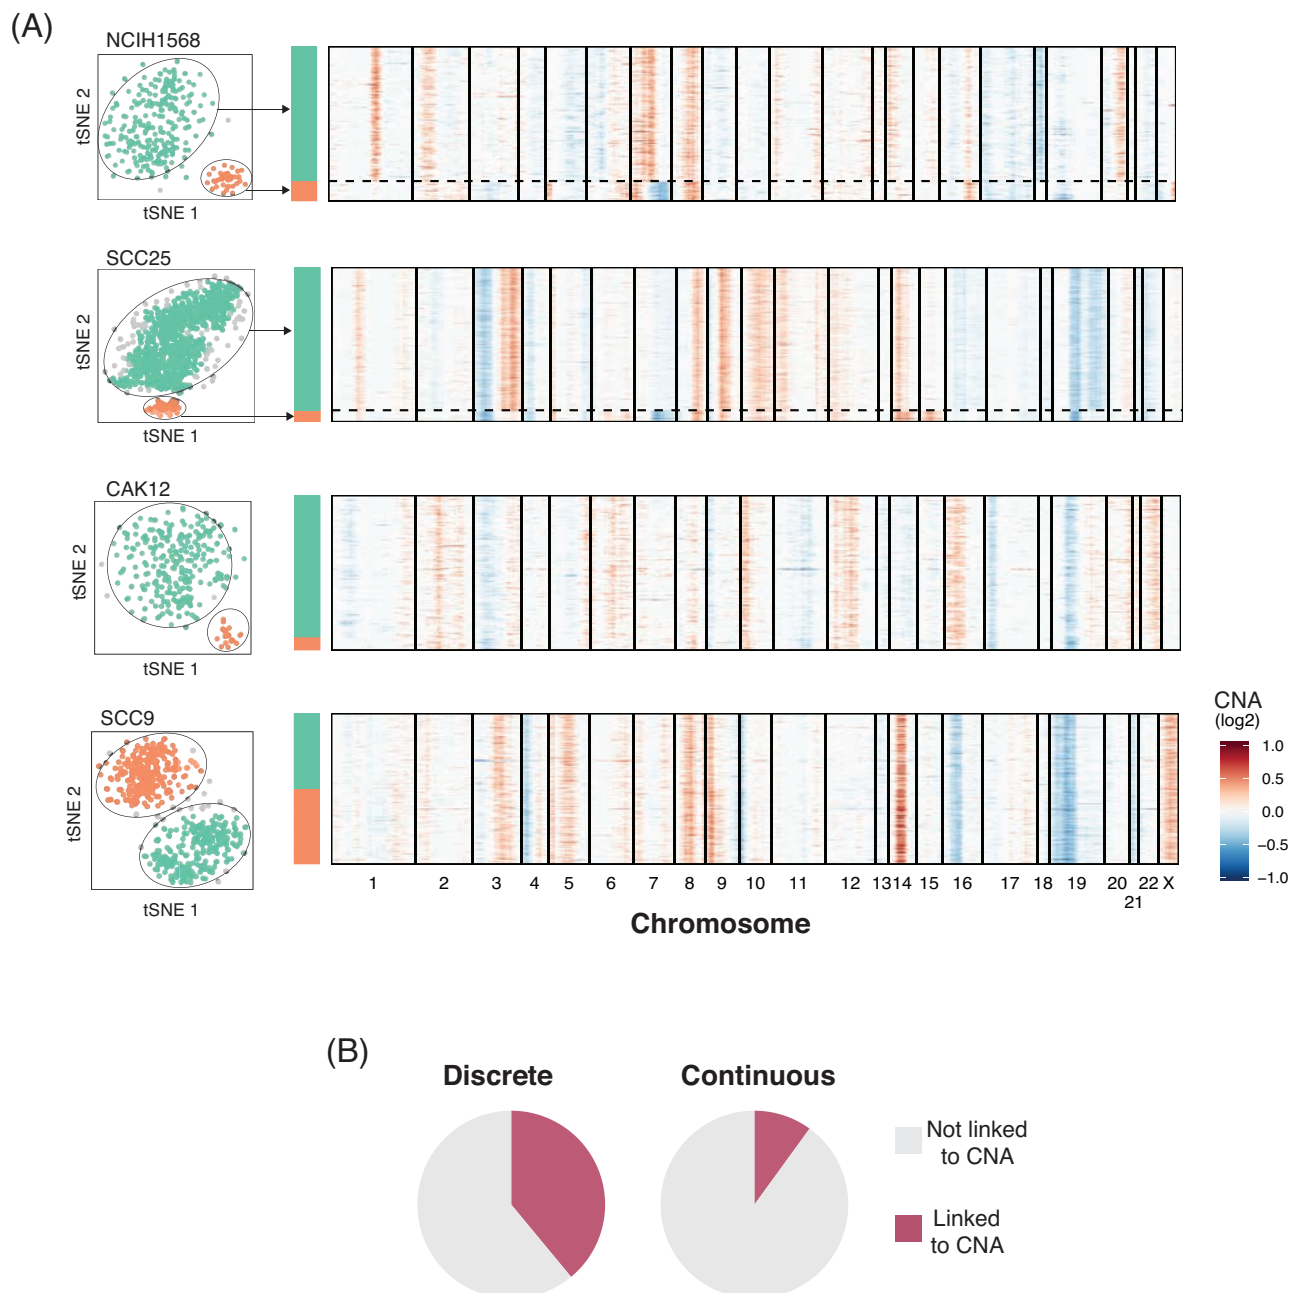 (A)
NCIH1568
tSNE 2
tSNE 1
SCC25
tSNE 2
tSNE 1
CAK12
tSNE 2
tSNE 1
SCC9
tSNE 2
tSNE 1
CNA
(log2)
1.0
0.5
0.0
−0.5
−1.0
1 2 3 4 5 6 7 8 9 10 11 12 13 14 15 16 17 18 19 20 22 X
21
Chromosome
(B)
Discrete
Continuous
Not linked
to CNA
Linked
to CNA